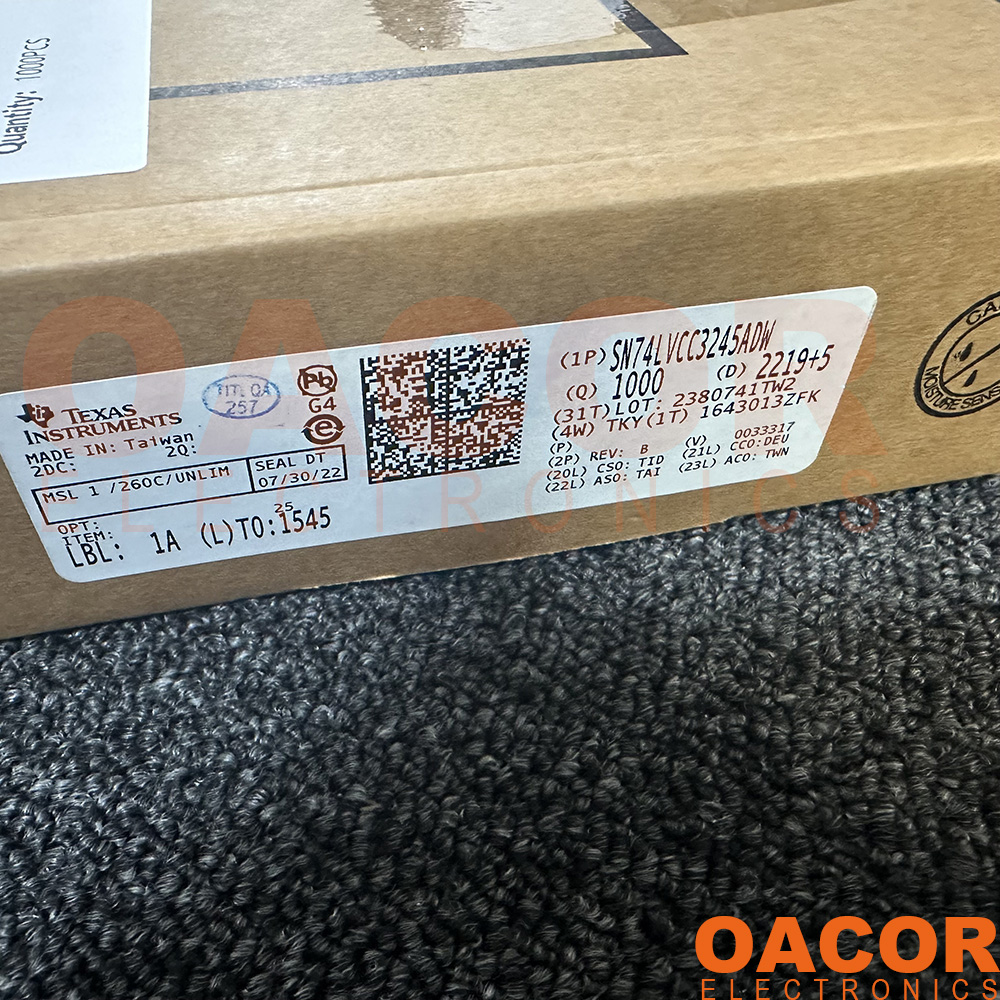 Quantity: 1000PCS
TEXAS
INSTRUMENTS
MADE IN: Taiwan
2DC: 2Q:
MSL 1 /260C/UNLIM
SEAL DT
07/30/22
OPT:
ITEM: 25
LBL: 1A (L)TO:1545
TITL QA
257
Pb
G4
e
(1P) SN74LVCC3245ADW
(Q) 1000 (D) 2219+5
(31T)LOT: 2380741TW2
(4W) TKY(1T) 1643013ZFK
(P)
(2P) REV: B (V) 0033317
(20L) CSO: TID (21L) CCO:DEU
(22L) ASO: TAI (23L) ACO: TWN
MOISTURE SENS
OACOR
ELECTRONICS
OACOR
ELECTRONICS